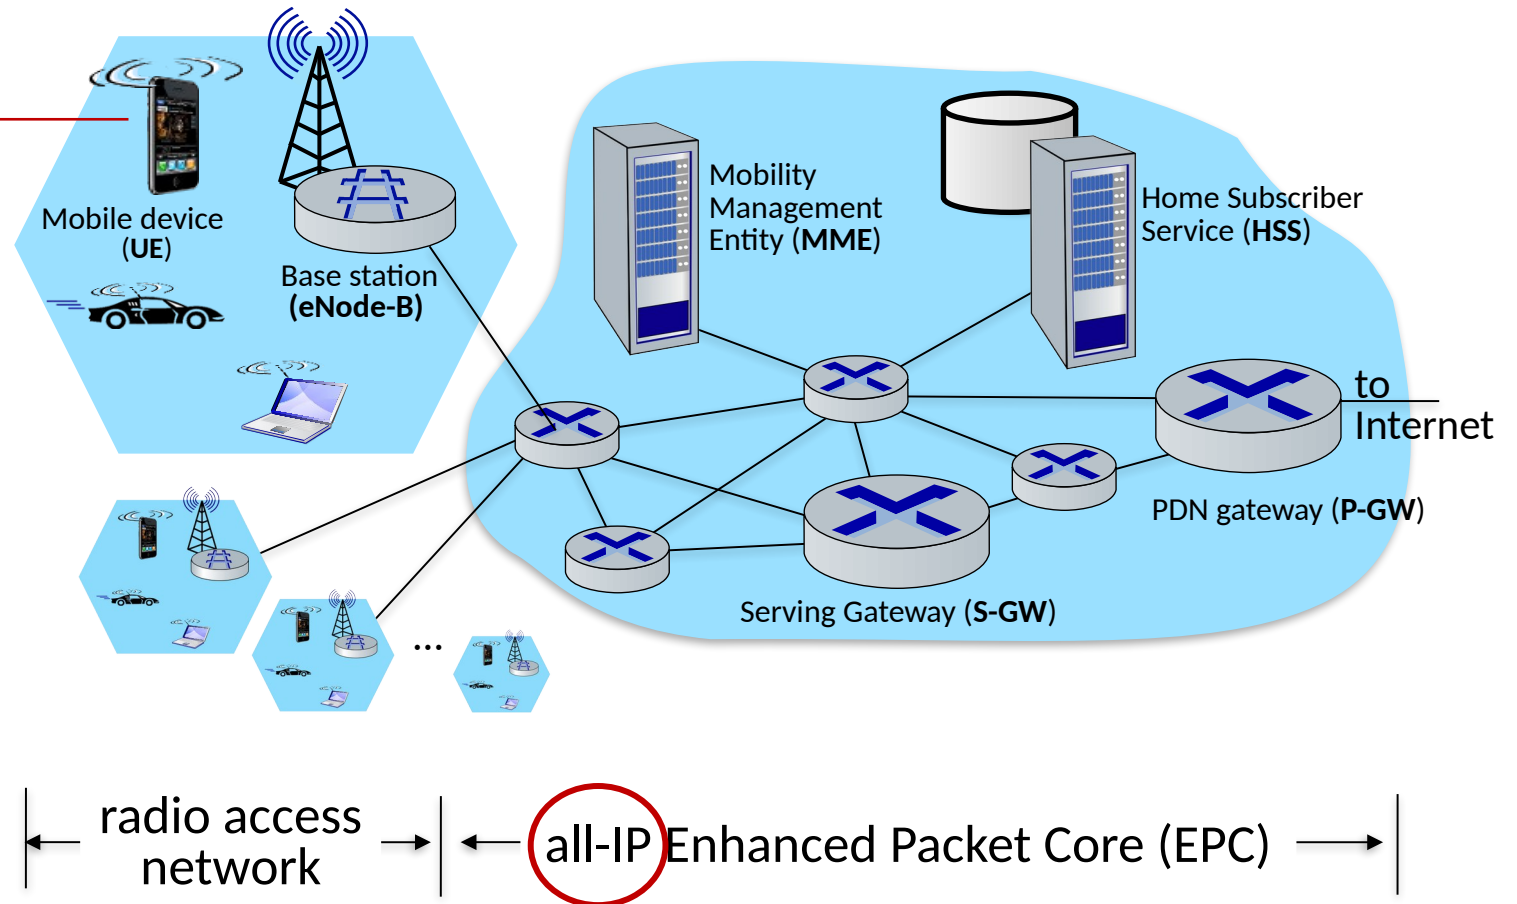 Mobile device
(UE)
Base station
(eNode-B)
Mobility
Management
Entity (MME)
Home Subscriber
Service (HSS)
to
Internet
PDN gateway (P-GW)
Serving Gateway (S-GW)
...
radio access
network
all-IP Enhanced Packet Core (EPC)